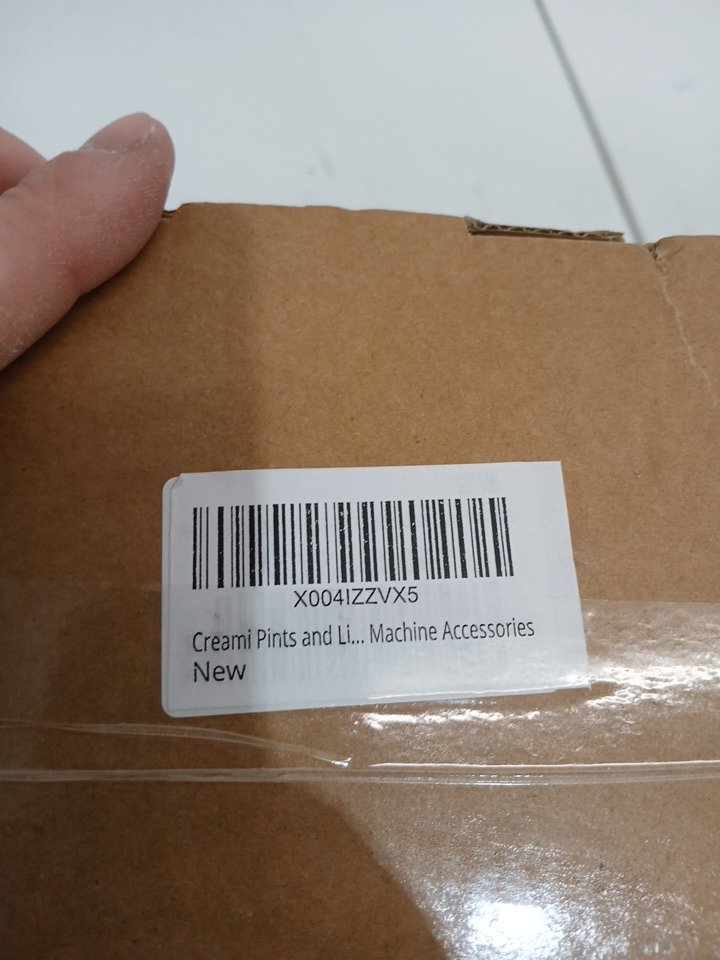 X004IZZVX5
Creami Pints and Li... Machine Accessories
New